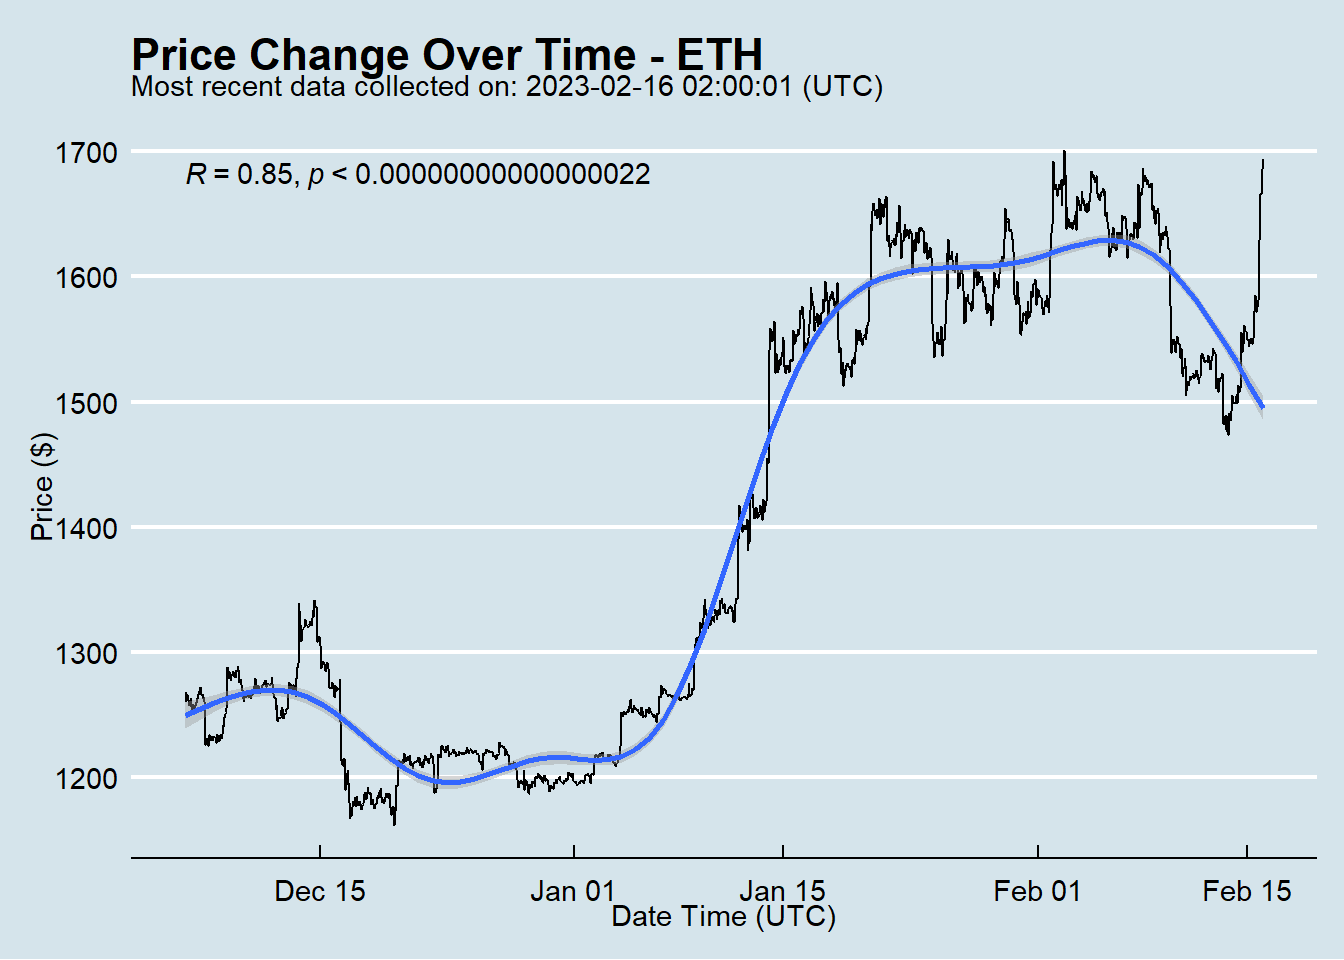 Price Change Over Time - ETH
Most recent data collected on: 2023-02-16 02:00:01 (UTC)
R = 0.85, p < 0.00000000000000022
1700
1600
1500
1400
1300
1200
Price ($)
Dec 15
Jan 01
Jan 15
Feb 01
Feb 15
Date Time (UTC)